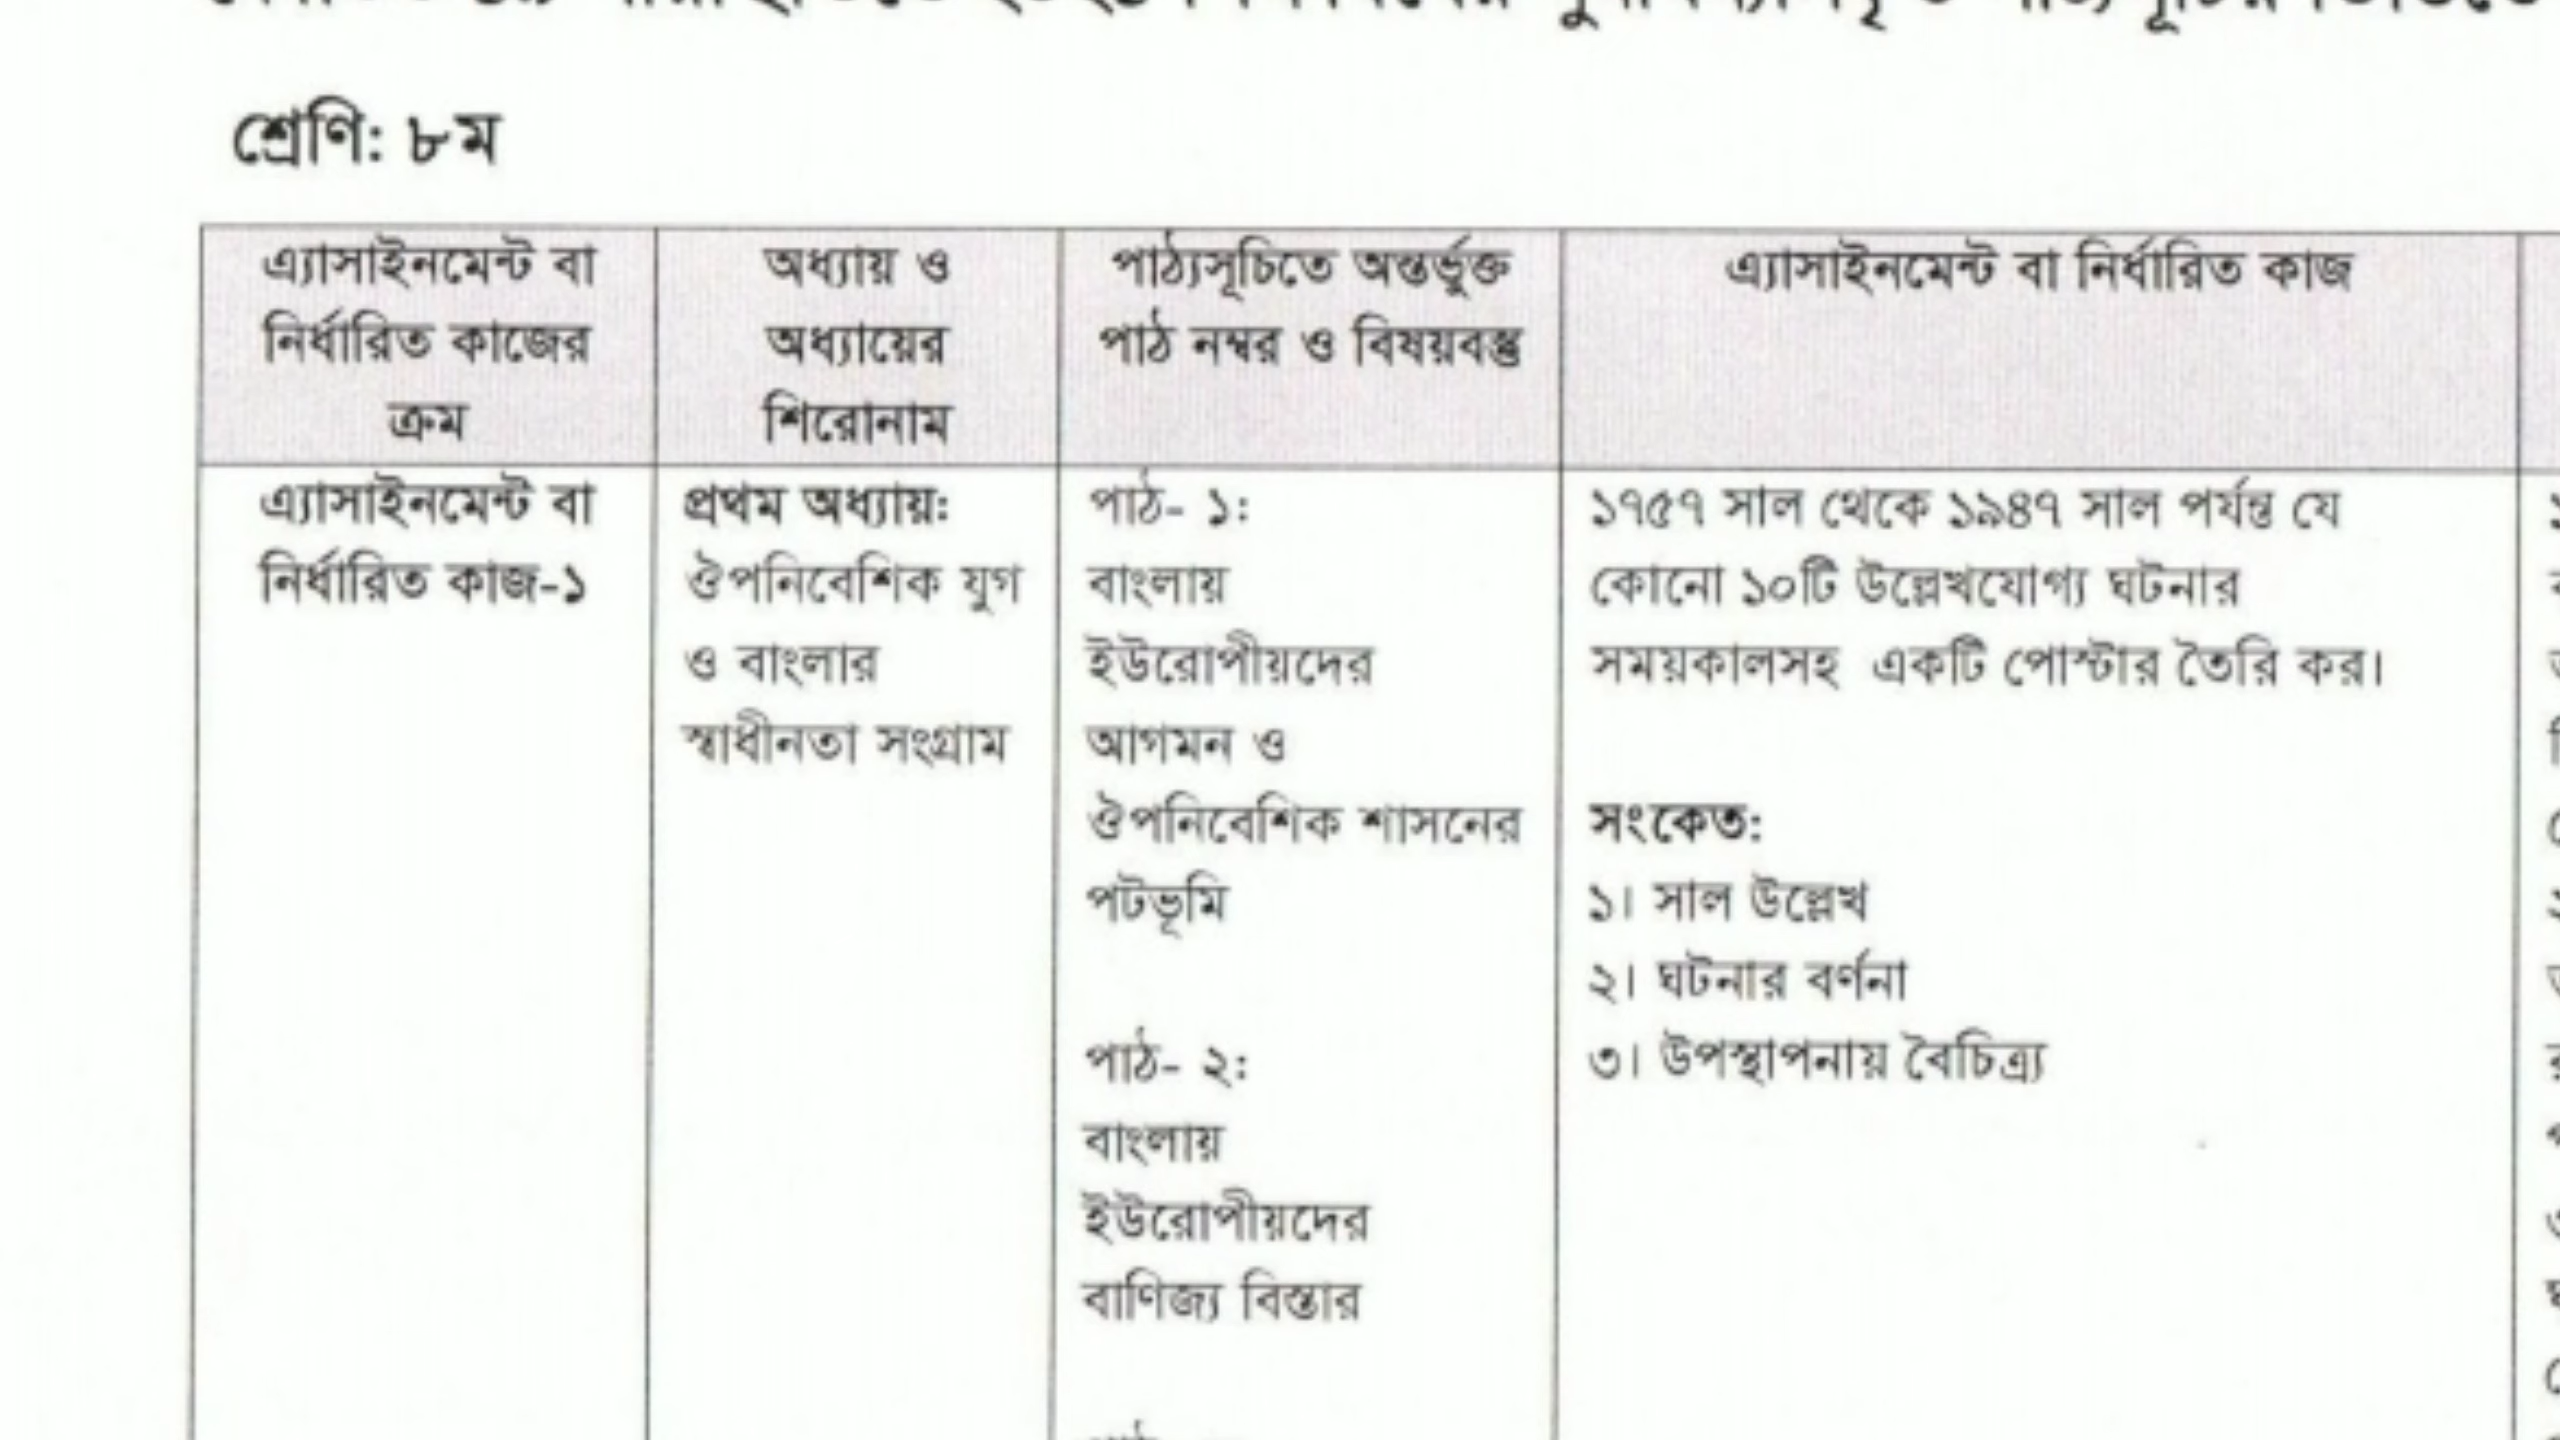 শ্রেণি: ৮ম
এ্যাসাইনমেন্ট বা
নির্ধারিত কাজের
ক্রম
অধ্যায় ও
অধ্যায়ের
শিরোনাম
পাঠ্যসূচিতে অন্তর্ভুক্ত
পাঠ নম্বর ও বিষয়বস্তু
এ্যাসাইনমেন্ট বা নির্ধারিত কাজ
এ্যাসাইনমেন্ট বা
নির্ধারিত কাজ-১
প্রথম অধ্যায়:
ঔপনিবেশিক যুগ
ও বাংলার
স্বাধীনতা সংগ্রাম
পাঠ- ১:
বাংলায়
ইউরোপীয়দের
আগমন ও
ঔপনিবেশিক শাসনের
পটভূমি
পাঠ- ২:
বাংলায়
ইউরোপীয়দের
বাণিজ্য বিস্তার
১৭৫৭ সাল থেকে ১৯৪৭ সাল পর্যন্ত যে
কোনো ১০টি উল্লেখযোগ্য ঘটনার
সময়কালসহ একটি পোস্টার তৈরি কর।
সংকেত:
১। সাল উল্লেখ
২। ঘটনার বর্ণনা
৩। উপস্থাপনায় বৈচিত্র্য